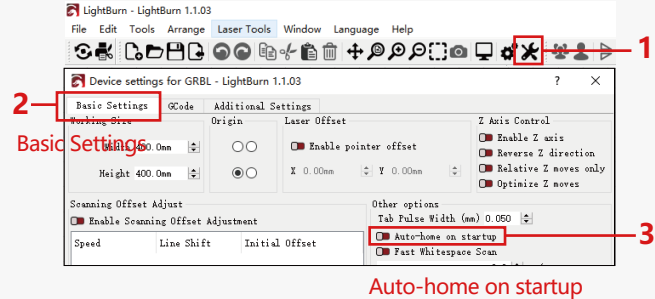 LightBurn - LightBurn 1.1.03
File Edit Tools Arrange Laser Tools Window Language Help
1
Device settings for GRBL - LightBurn 1.1.03 ? ×
2
Basic Settings GCode Additional Settings
Working Size Origin Laser Offset Z Axis Control
Basic Settings
Width 400.0mm Enable pointer offset Enable Z axis
Reverse Z direction
Height 400.0mm X 0.00mm Y 0.00mm Relative Z moves only
Optimize Z moves
Scanning Offset Adjust Other options
Enable Scanning Offset Adjustment Tab Pulse Width (mm) 0.050
Speed Line Shift Initial Offset Auto-home on startup
3
Fast Whitespace Scan
Auto-home on startup